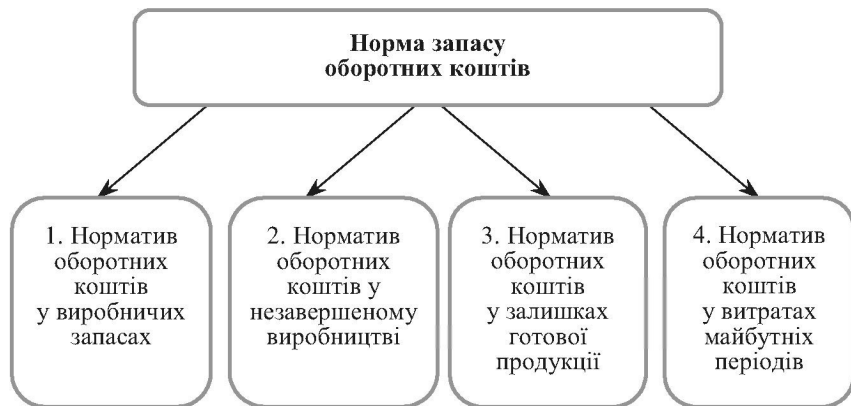 Норма запасу
оборотних коштів
1. Норматив
оборотних
коштів
у виробничих
запасах
2. Норматив
оборотних
коштів у
незавершеному
виробництві
3. Норматив
оборотних
коштів
у залишках
готової
продукції
4. Норматив
оборотних
коштів
у витратах
майбутніх
періодів